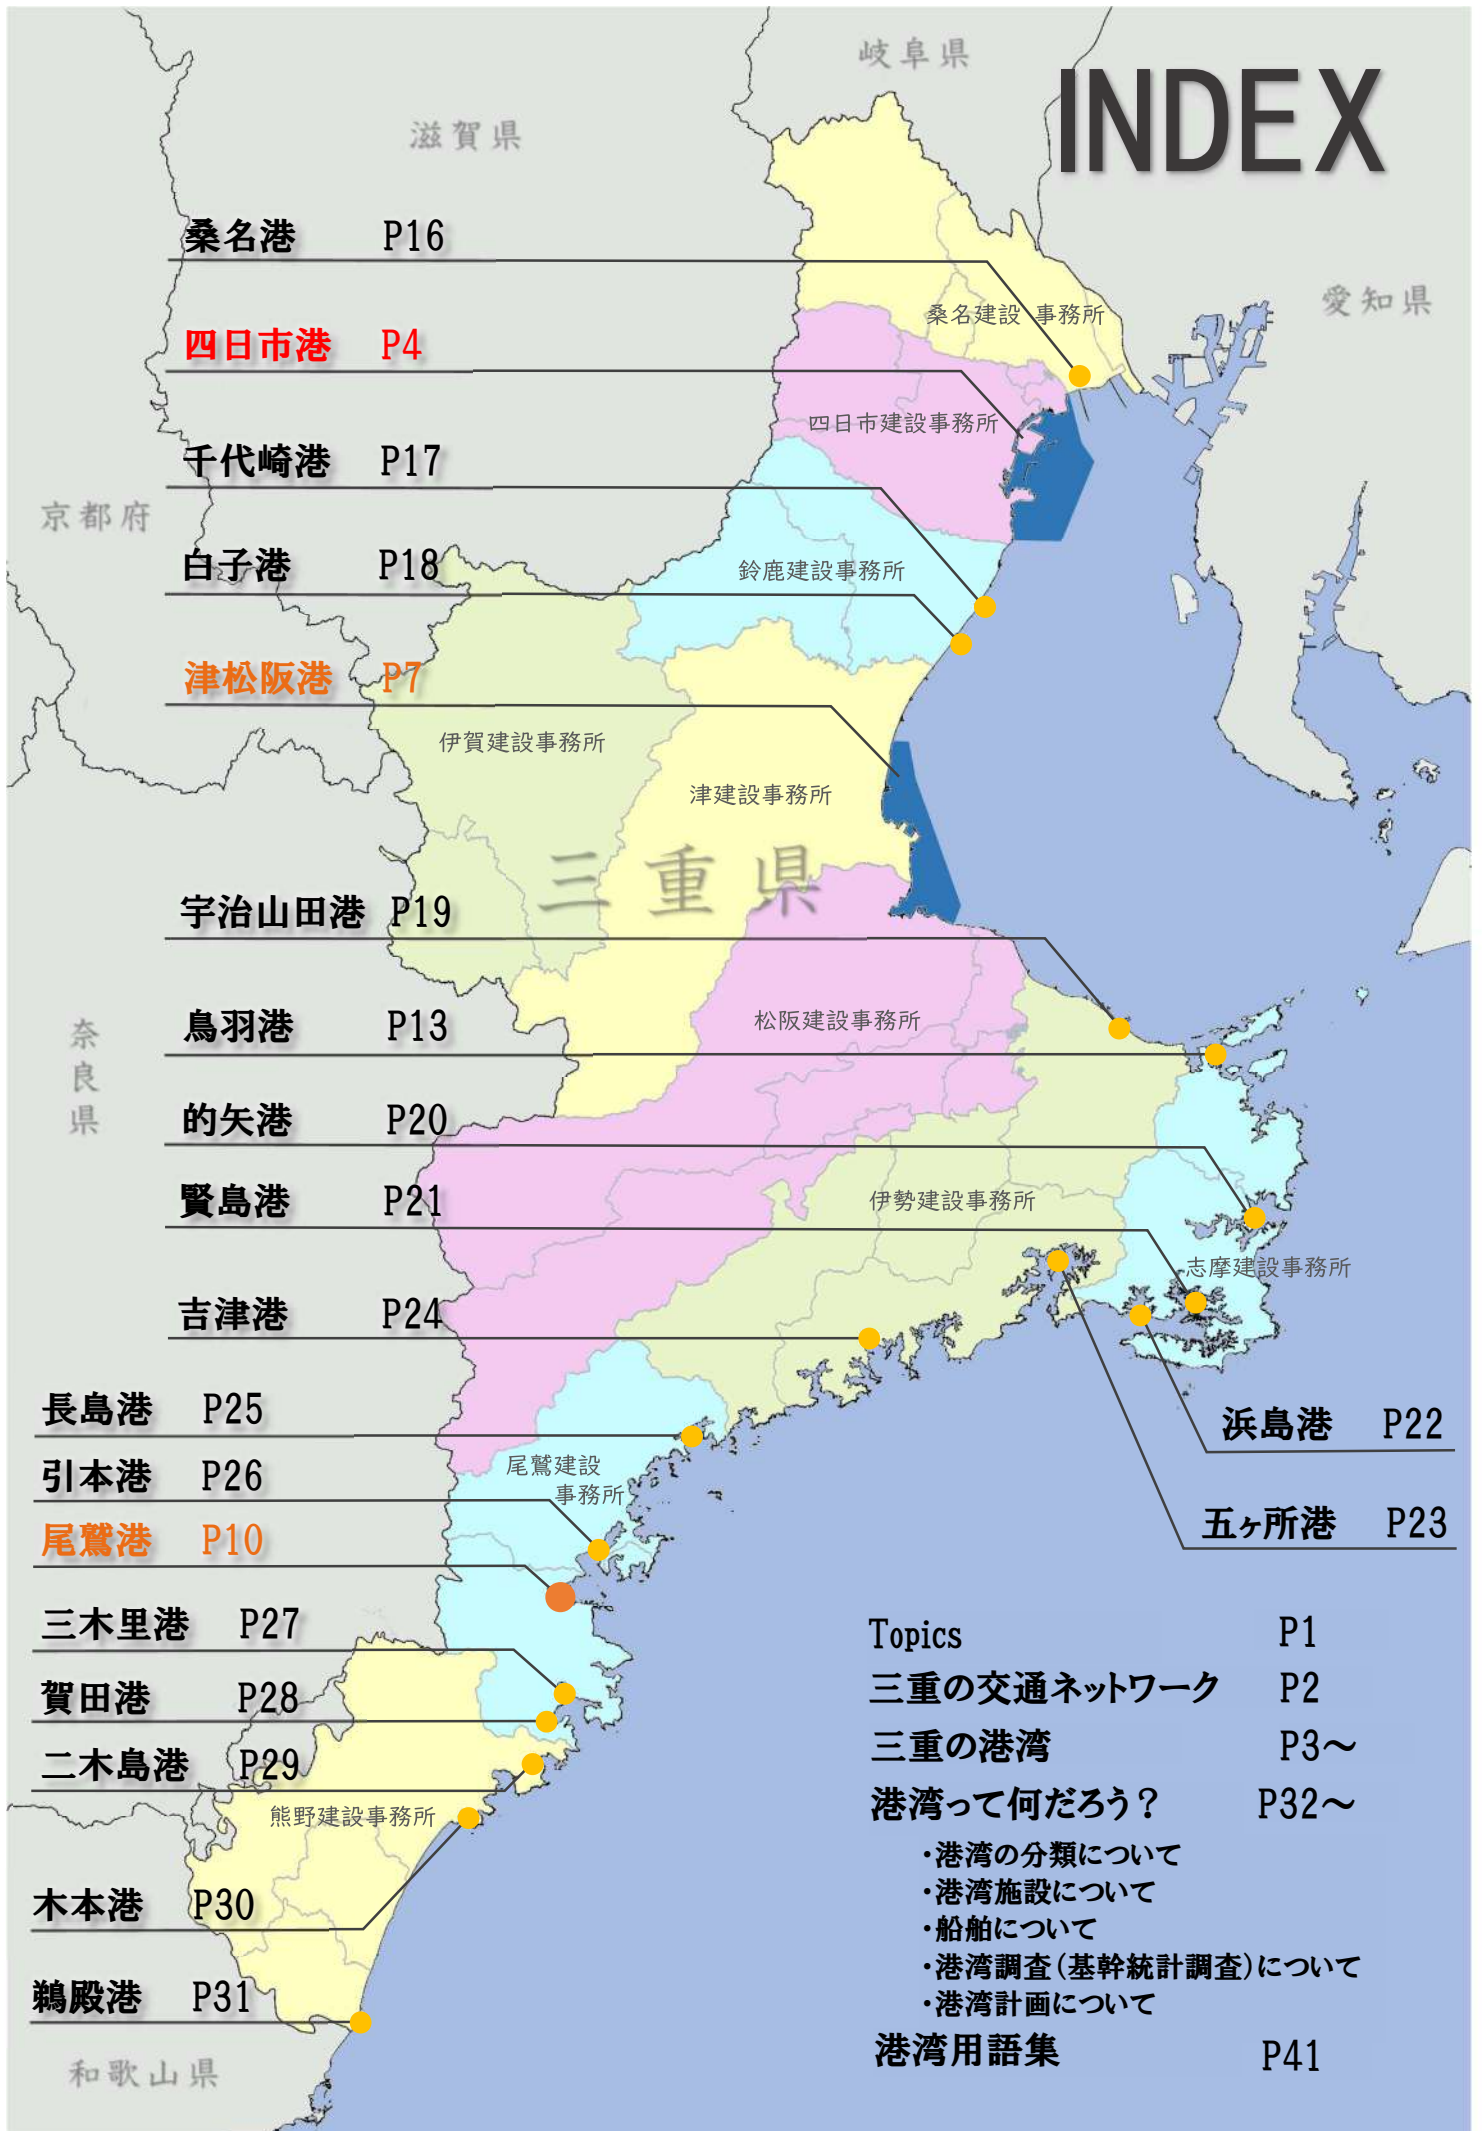 INDEX
岐阜県
滋賀県
愛知県
京都府
奈良県
和歌山県
三重県
桑名港 P16
四日市港 P4
千代崎港 P17
白子港 P18
津松阪港 P7
宇治山田港 P19
鳥羽港 P13
的矢港 P20
賢島港 P21
吉津港 P24
長島港 P25
引本港 P26
尾鷲港 P10
三木里港 P27
賀田港 P28
二木島港 P29
木本港 P30
鵜殿港 P31
浜島港 P22
五ヶ所港 P23
桑名建設 事務所
四日市建設事務所
鈴鹿建設事務所
伊賀建設事務所
津建設事務所
松阪建設事務所
伊勢建設事務所
志摩建設事務所
尾鷲建設
事務所
熊野建設事務所
Topics P1
三重の交通ネットワーク P2
三重の港湾 P3～
港湾って何だろう？ P32～
・港湾の分類について
・港湾施設について
・船舶について
・港湾調査（基幹統計調査）について
・港湾計画について
港湾用語集 P41